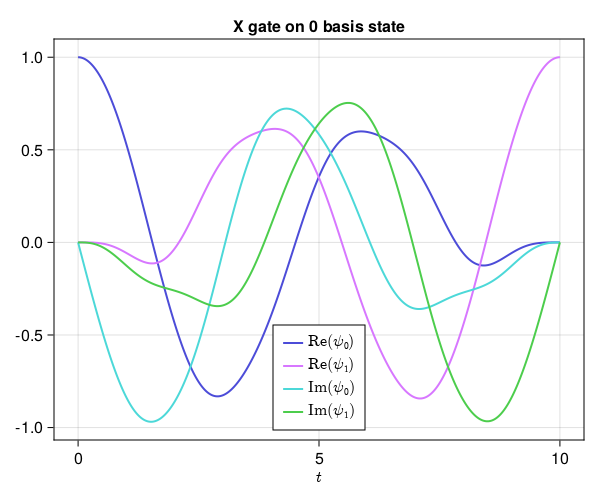 X gate on 0 basis state
1.0
0.5
0.0
-0.5
-1.0
Re(ψ₀)
Re(ψ₁)
Im(ψ₀)
Im(ψ₁)
0 5 10
t